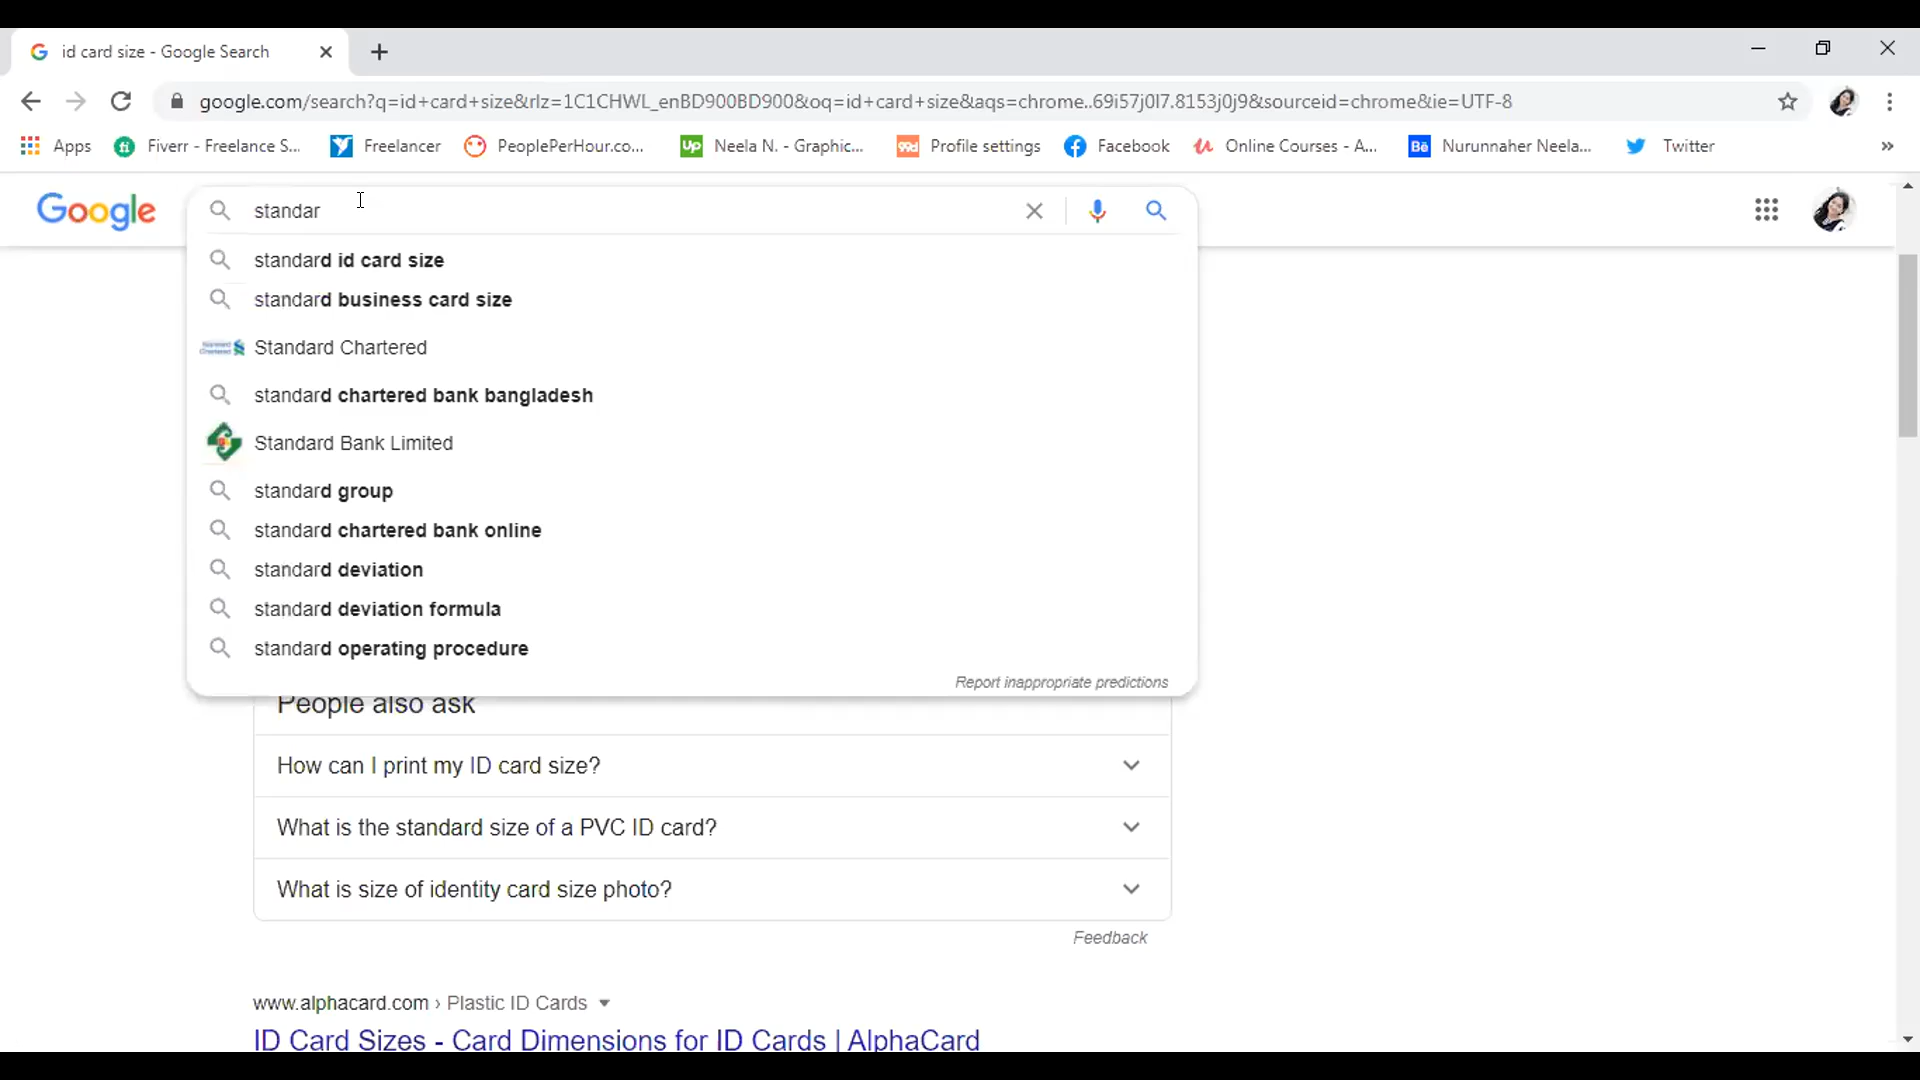 id card size - Google Search
google.com/search?q=id+card+size&rlz=1C1CHWL_enBD900BD900&oq=id+card+size&aqs=chrome..69i57j0l7.8153j0j9&sourceid=chrome&ie=UTF-8
Apps Fiverr - Freelance S... Freelancer PeoplePerHour.co... Up Neela N. - Graphic... 99d Profile settings Facebook Online Courses - A... Bē Nurunnaher Neela... Twitter »
Google
standar
standard id card size
standard business card size
Standard Chartered
standard chartered bank bangladesh
Standard Bank Limited
standard group
standard chartered bank online
standard deviation
standard deviation formula
standard operating procedure
Report inappropriate predictions
People also ask
How can I print my ID card size?
What is the standard size of a PVC ID card?
What is size of identity card size photo?
Feedback
www.alphacard.com › Plastic ID Cards
ID Card Sizes - Card Dimensions for ID Cards | AlphaCard